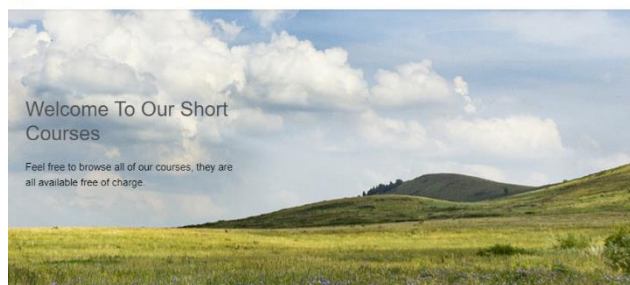 Welcome To Our Short
Courses
Feel free to browse all of our courses, they are
all available free of charge.